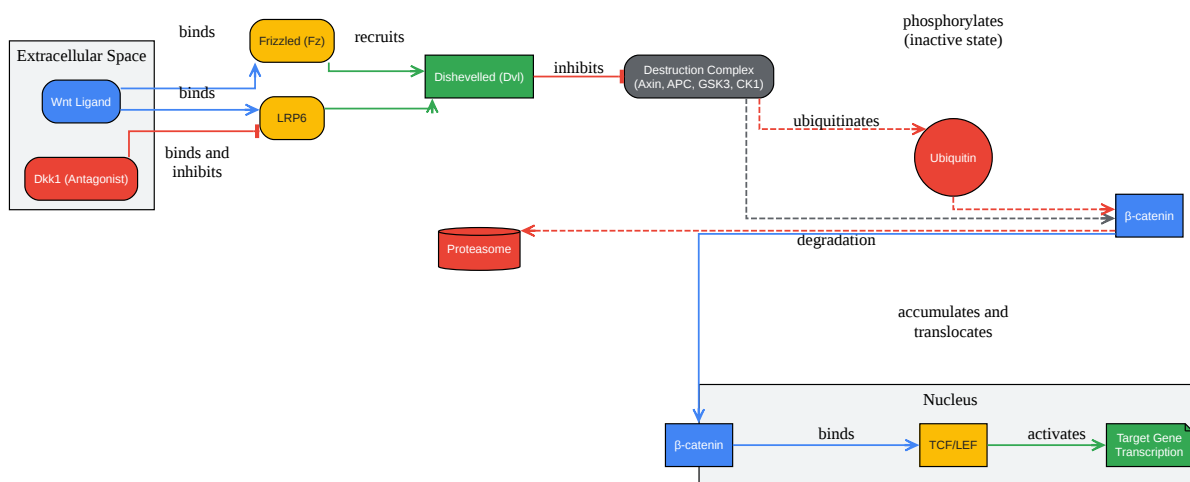 phosphorylates
(inactive state)
binds
Frizzled (Fz)
recruits
Extracellular Space
Destruction Complex
(Axin, APC, GSK3, CK1)
inhibits
Dishevelled (Dvl)
Wnt Ligand
binds
LRP6
ubiquitinates
binds and
inhibits
Ubiquitin
Dkk1 (Antagonist)
β-catenin
degradation
Proteasome
accumulates and
translocates
Nucleus
β-catenin
binds
TCF/LEF
activates
Target Gene
Transcription